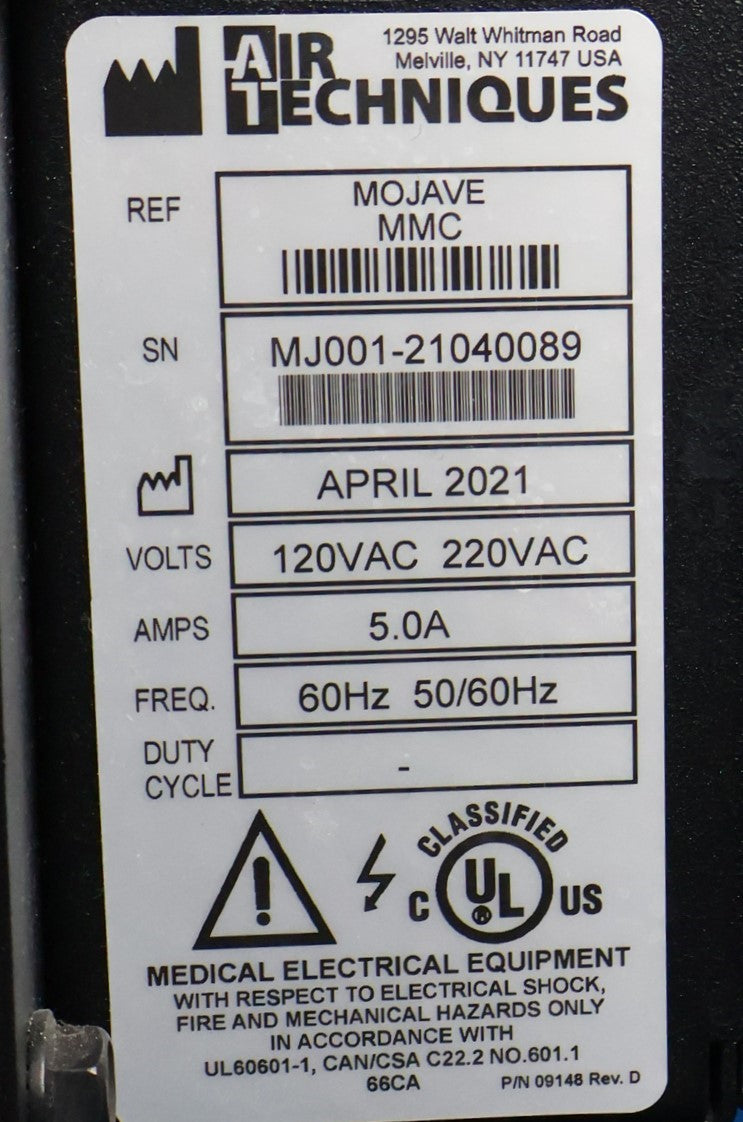 AIR
TECHNIQUES
1295 Walt Whitman Road
Melville, NY 11747 USA
REF
MOJAVE
MMC
SN
MJ001-21040089
APRIL 2021
VOLTS
120VAC 220VAC
AMPS
5.0A
FREQ.
60Hz 50/60Hz
DUTY
CYCLE
-
CLASSIFIED
C UL® US
MEDICAL ELECTRICAL EQUIPMENT
WITH RESPECT TO ELECTRICAL SHOCK,
FIRE AND MECHANICAL HAZARDS ONLY
IN ACCORDANCE WITH
UL60601-1, CAN/CSA C22.2 NO.601.1
66CA
P/N 09148 Rev. D